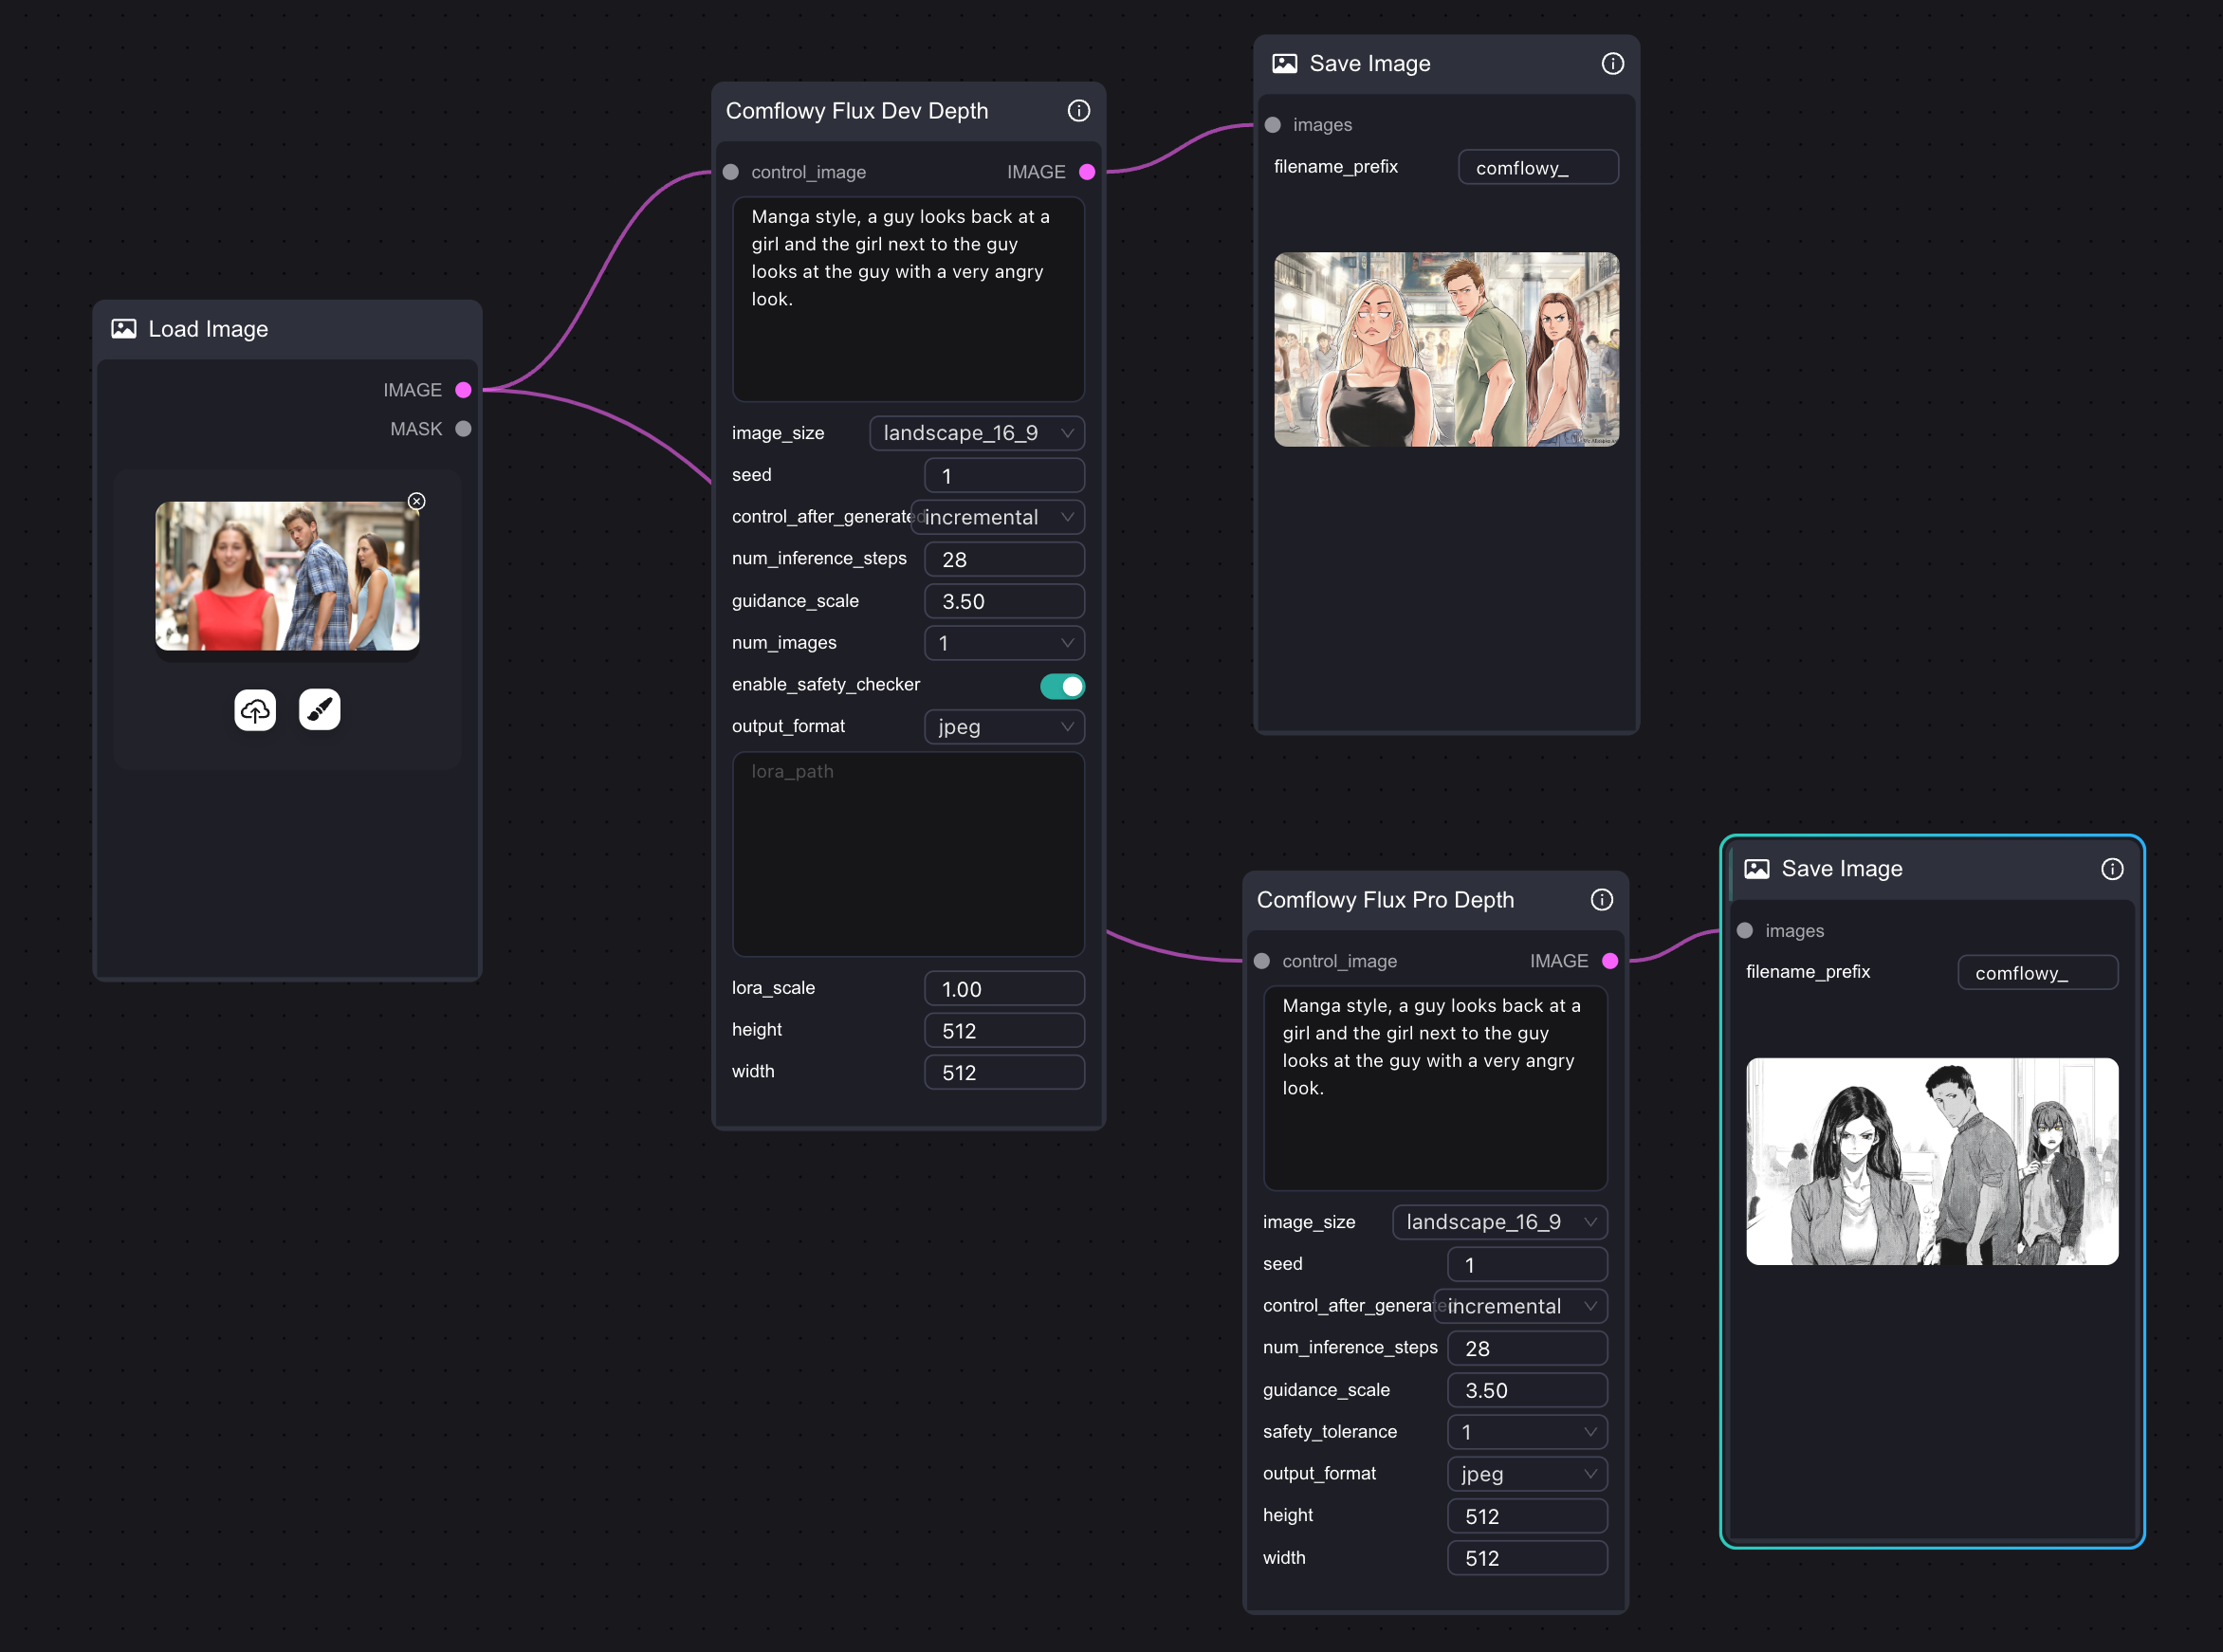 Load Image
IMAGE
MASK
Comflowy Flux Dev Depth
control_image
IMAGE
Manga style, a guy looks back at a
girl and the girl next to the guy
looks at the guy with a very angry
look.
image_size
landscape_16_9
seed
1
control_after_generated
incremental
num_inference_steps
28
guidance_scale
3.50
num_images
1
enable_safety_checker
output_format
jpeg
lora_path
lora_scale
1.00
height
512
width
512
Save Image
images
filename_prefix
comflowy_
Comflowy Flux Pro Depth
control_image
IMAGE
Manga style, a guy looks back at a
girl and the girl next to the guy
looks at the guy with a very angry
look.
image_size
landscape_16_9
seed
1
control_after_generated
incremental
num_inference_steps
28
guidance_scale
3.50
safety_tolerance
1
output_format
jpeg
height
512
width
512
Save Image
images
filename_prefix
comflowy_